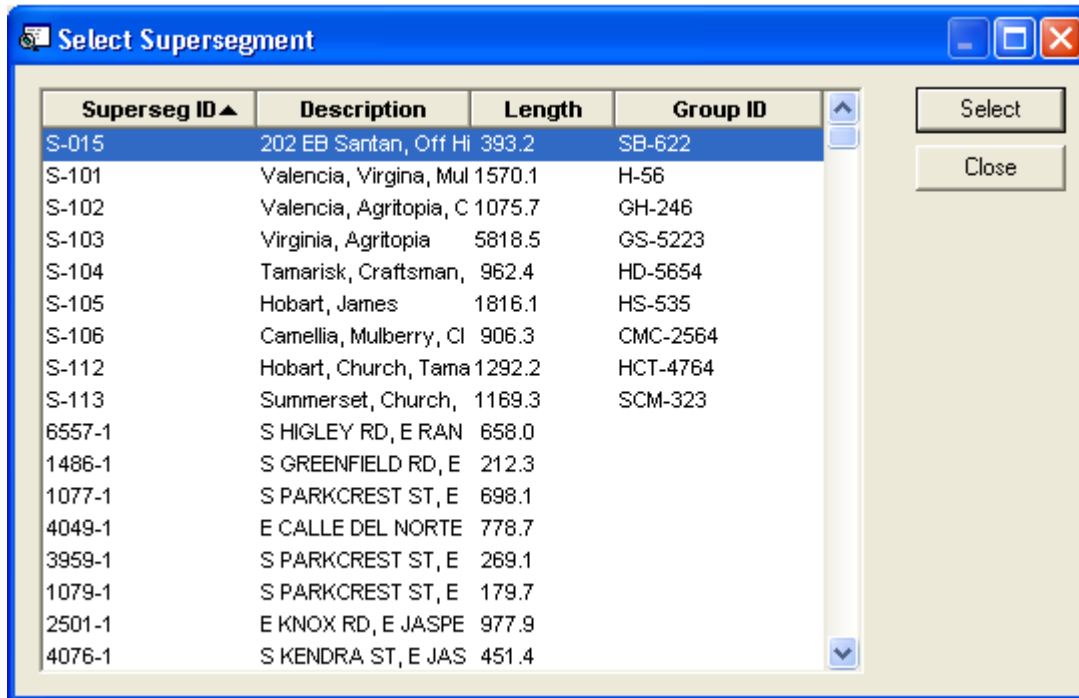 Select Supersegment
Superseg ID Description Length Group ID
S-015 202 EB Santan, Off Hi 393.2 SB-622
S-101 Valencia, Virgina, Mul 1570.1 H-56
S-102 Valencia, Agritopia, C 1075.7 GH-246
S-103 Virginia, Agritopia 5818.5 GS-5223
S-104 Tamarisk, Craftsman, 962.4 HD-5654
S-105 Hobart, James 1816.1 HS-535
S-106 Camellia, Mulberry, Cl 906.3 CMC-2564
S-112 Hobart, Church, Tama 1292.2 HCT-4764
S-113 Summerset, Church, 1169.3 SCM-323
6557-1 S HIGLEY RD, E RAN 658.0
1486-1 S GREENFIELD RD, E 212.3
1077-1 S PARKCREST ST, E 698.1
4049-1 E CALLE DEL NORTE 778.7
3959-1 S PARKCREST ST, E 269.1
1079-1 S PARKCREST ST, E 179.7
2501-1 E KNOX RD, E JASPE 977.9
4076-1 S KENDRA ST, E JAS 451.4
Select
Close